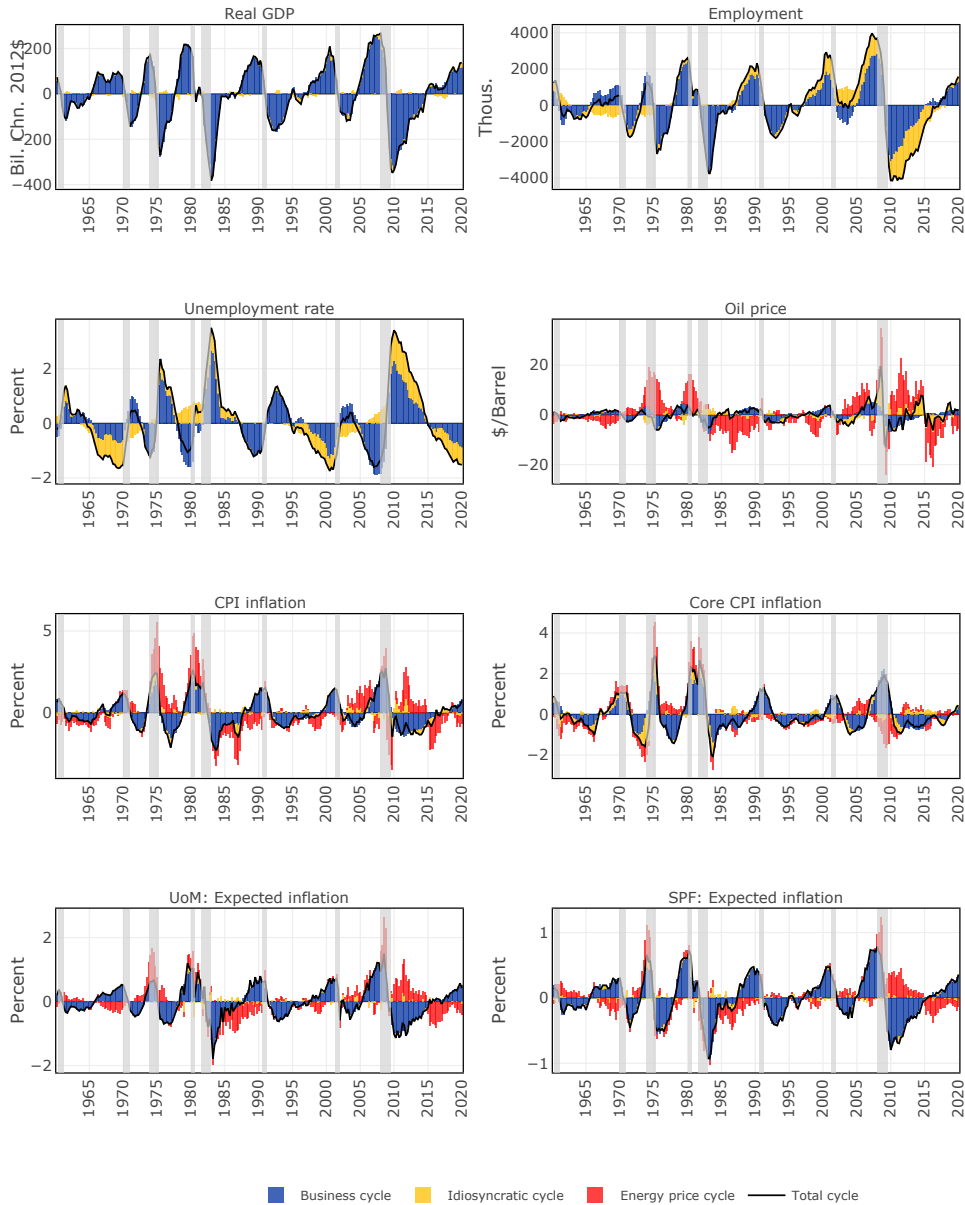 Real GDP
Employment
Bil. Chn. 2012$
200
0
−200
−400
1965 1970 1975 1980 1985 1990 1995 2000 2005 2010 2015 2020
Thous.
4000
2000
0
−2000
−4000
1965 1970 1975 1980 1985 1990 1995 2000 2005 2010 2015 2020
Unemployment rate
Oil price
Percent
2
0
−2
1965 1970 1975 1980 1985 1990 1995 2000 2005 2010 2015 2020
$/Barrel
20
0
−20
1965 1970 1975 1980 1985 1990 1995 2000 2005 2010 2015 2020
CPI inflation
Core CPI inflation
Percent
5
0
1965 1970 1975 1980 1985 1990 1995 2000 2005 2010 2015 2020
Percent
4
2
0
−2
1965 1970 1975 1980 1985 1990 1995 2000 2005 2010 2015 2020
UoM: Expected inflation
SPF: Expected inflation
Percent
2
0
−2
1965 1970 1975 1980 1985 1990 1995 2000 2005 2010 2015 2020
Percent
1
0
−1
1965 1970 1975 1980 1985 1990 1995 2000 2005 2010 2015 2020
Business cycle Idiosyncratic cycle Energy price cycle Total cycle